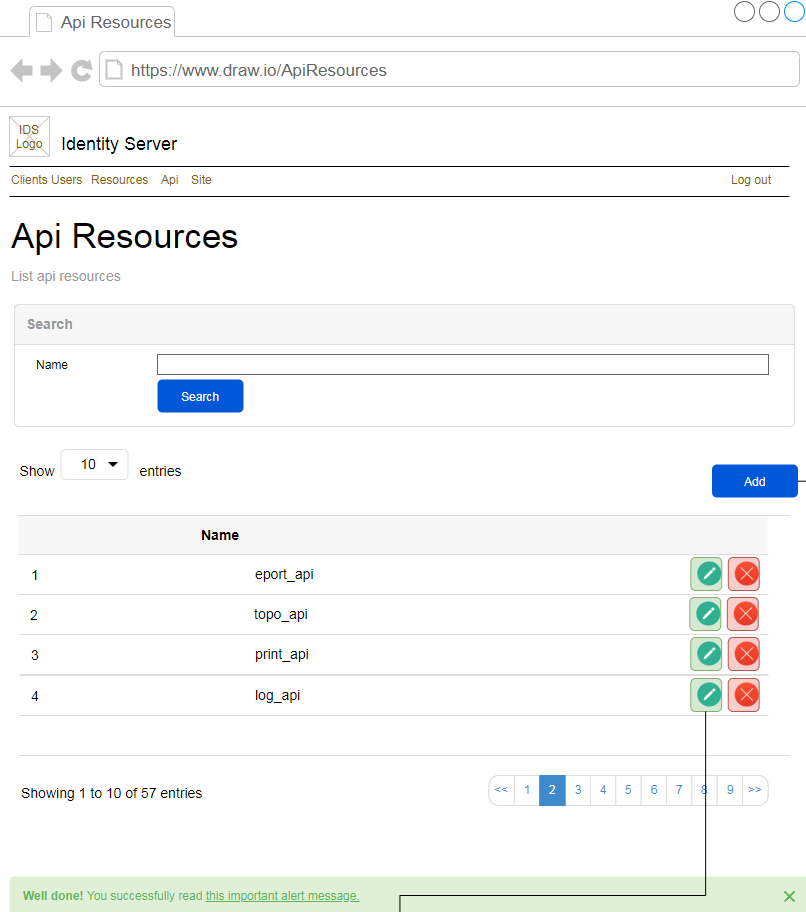 Api Resources
https://www.draw.io/ApiResources
IDS
Logo
Identity Server
Clients Users Resources Api Site Log out
Api Resources
List api resources
Search
Name
Search
Show 10 entries
Add
Name
1 eport_api
2 topo_api
3 print_api
4 log_api
Showing 1 to 10 of 57 entries
<< 1 2 3 4 5 6 7 8 9 >>
Well done! You successfully read this important alert message.